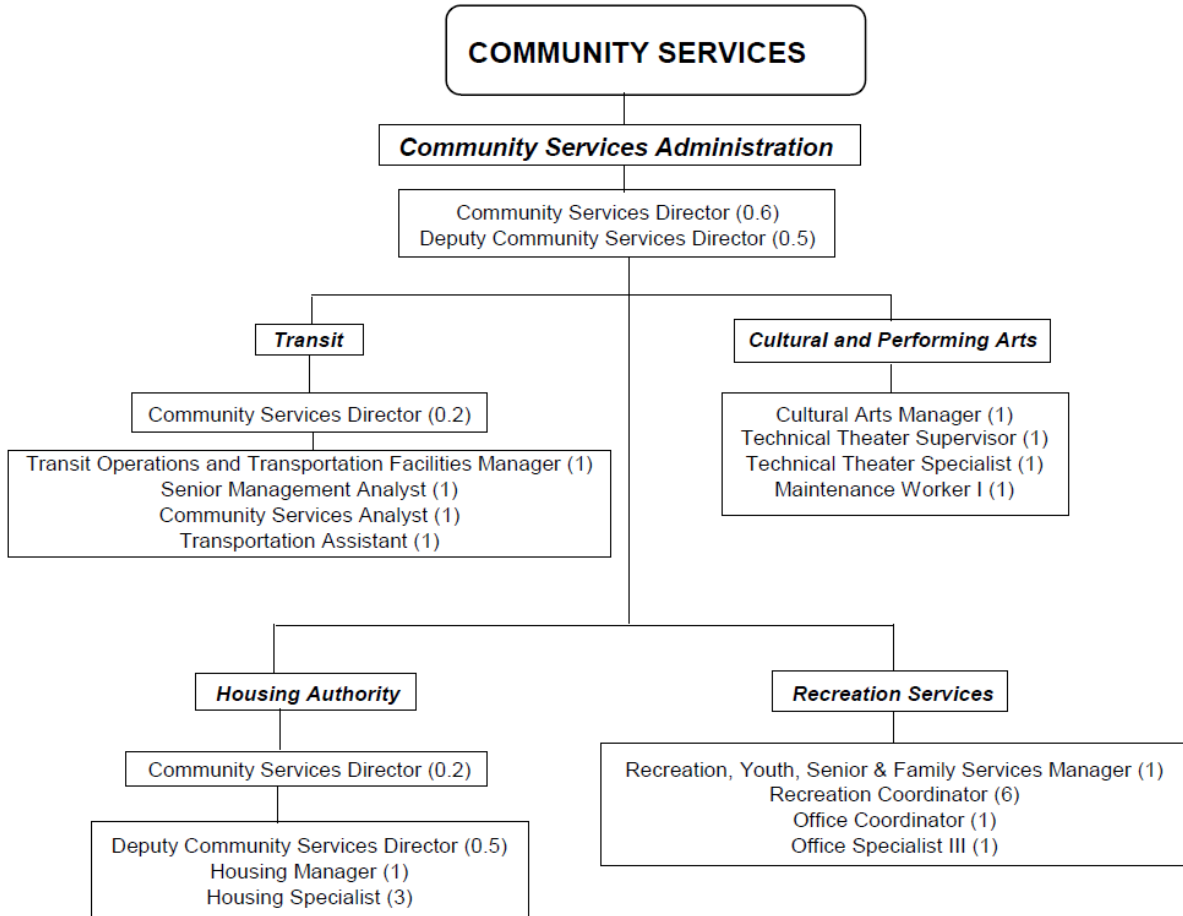 COMMUNITY SERVICES
Community Services Administration
Community Services Director (0.6)
Deputy Community Services Director (0.5)
Transit
Community Services Director (0.2)
Transit Operations and Transportation Facilities Manager (1)
Senior Management Analyst (1)
Community Services Analyst (1)
Transportation Assistant (1)
Cultural and Performing Arts
Cultural Arts Manager (1)
Technical Theater Supervisor (1)
Technical Theater Specialist (1)
Maintenance Worker I (1)
Housing Authority
Community Services Director (0.2)
Deputy Community Services Director (0.5)
Housing Manager (1)
Housing Specialist (3)
Recreation Services
Recreation, Youth, Senior & Family Services Manager (1)
Recreation Coordinator (6)
Office Coordinator (1)
Office Specialist III (1)